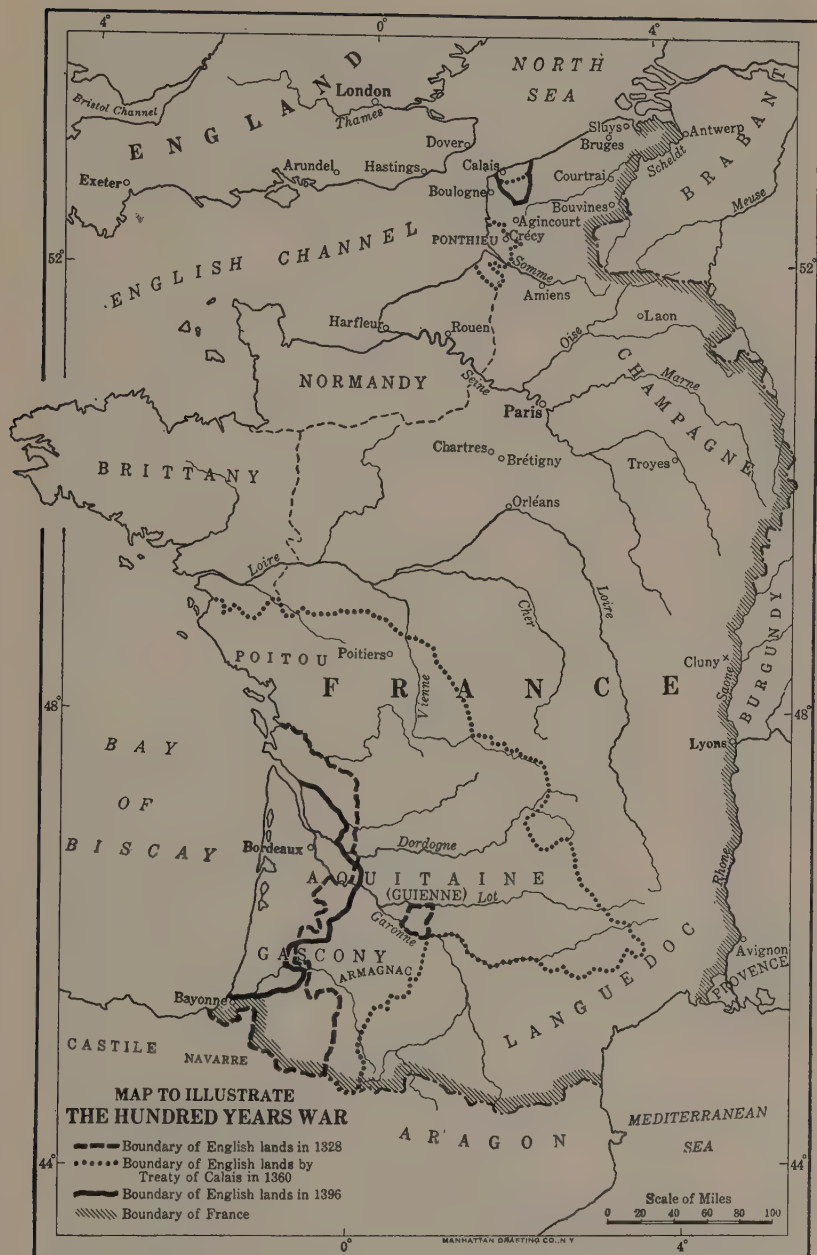 4°
0°
4°
NORTH
SEA
ENGLAND
London
Bristol Channel
Thames
Dover
Sluys
Bruges
Antwerp
BRABANT
Exeter
Arundel
Hastings
Calais
Courtrai
Scheldt
Boulogne
Bouvines
Meuse
Agincourt
PONTHIEU
Crécy
52°
52°
ENGLISH CHANNEL
Somme
Amiens
Harfleur
Rouen
Oise
Laon
NORMANDY
Seine
CHAMPAGNE
Marne
Paris
BRITTANY
Chartres
Brétigny
Troyes
Orléans
Loire
Cher
Loire
POITOU
Poitiers
Cluny
Saone
BURGUNDY
FRANCE
Vienne
48°
48°
Lyons
BAY
OF
BISCAY
Bordeaux
Dordogne
Rhone
AQUITAINE
(GUIENNE)
Lot
Garonne
GASCONY
ARMAGNAC
LANGUEDOC
Avignon
PROVENCE
Bayonne
CASTILE
NAVARRE
MAP TO ILLUSTRATE
THE HUNDRED YEARS WAR
ARAGON
MEDITERRANEAN
SEA
Boundary of English lands in 1328
Boundary of English lands by
Treaty of Calais in 1360
Boundary of English lands in 1396
Boundary of France
44°
44°
Scale of Miles
0 20 40 60 80 100
0°
MANHATTAN DRAFTING CO., N.Y
4°